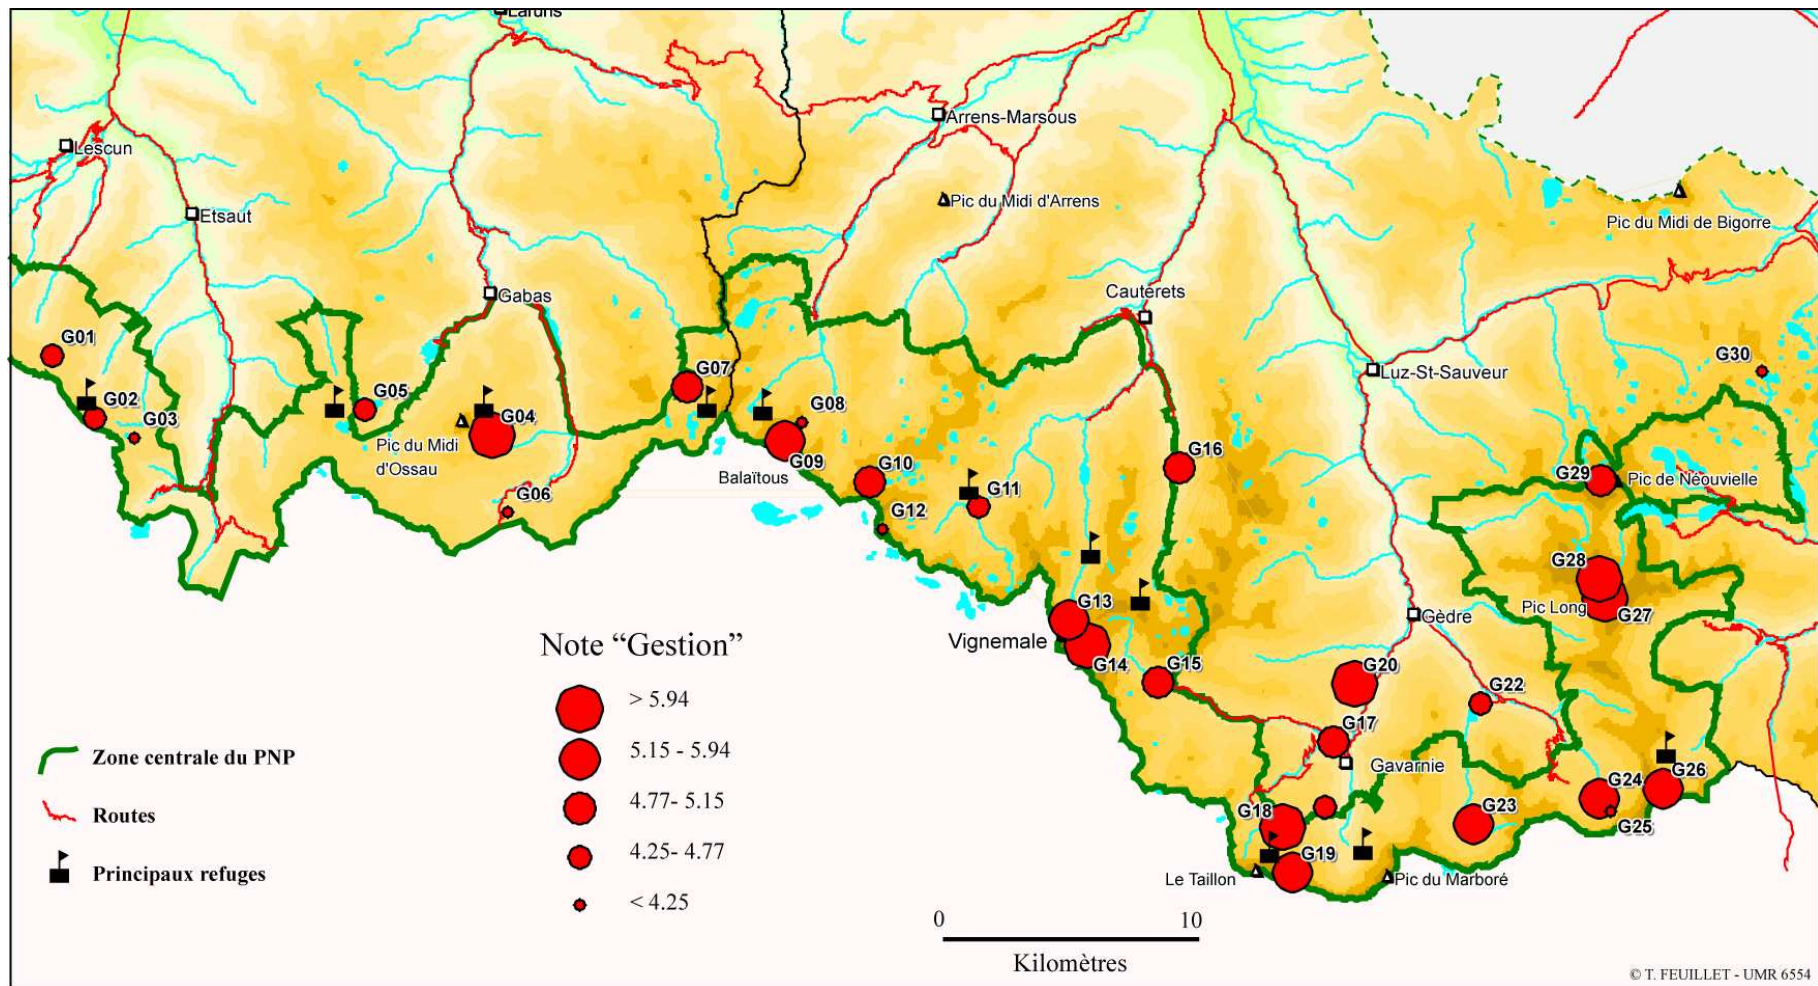 Laruns
Arrens-Marsous
Lescun
Pic du Midi d'Arrens
Etsaut
Pic du Midi de Bigorre
Gabas
Cauterets
G01
G30
Luz-St-Sauveur
G07
G02
G05
G04
G08
G03
Pic du Midi
d'Ossau
G09
G16
Balaïtous
G10
G29
Pic de Néouvielle
G06
G11
G12
G28
G13
Pic Long
G27
Gèdre
Vignemale
G14
G15
G20
G22
G17
Gavarnie
G24
G26
G18
G23
G25
G19
Le Taillon
Pic du Marboré
Note “Gestion”
> 5.94
5.15 - 5.94
4.77- 5.15
4.25- 4.77
< 4.25
Zone centrale du PNP
Routes
Principaux refuges
0 10
Kilomètres
© T. FEUILLET - UMR 6554